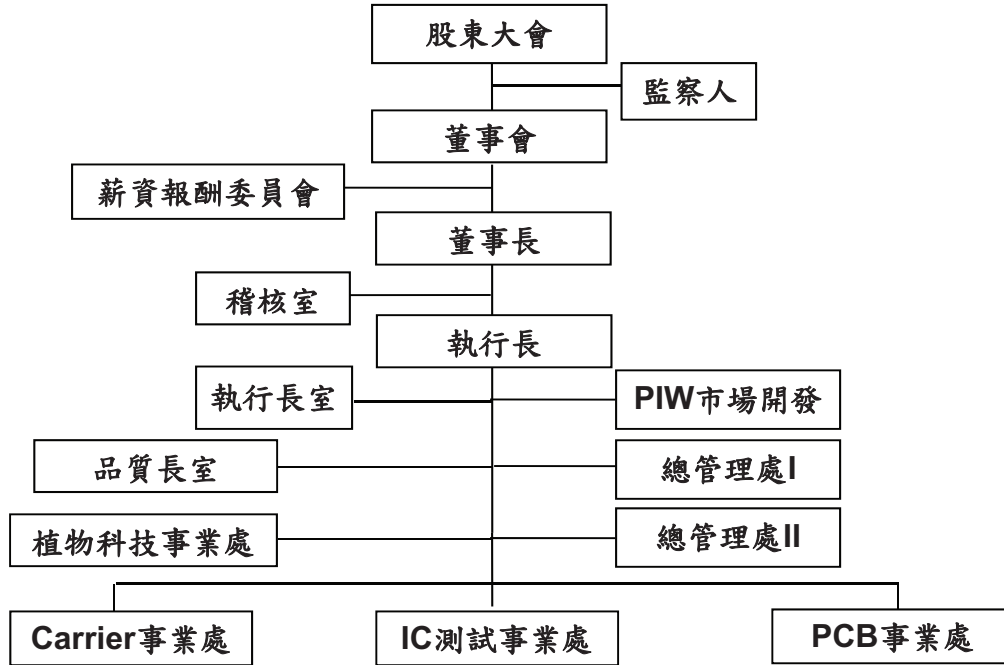 股東大會
監察人
董事會
薪資報酬委員會
董事長
稽核室
執行長
執行長室
PIW市場開發
品質長室
總管理處I
植物科技事業處
總管理處II
Carrier事業處
IC測試事業處
PCB事業處